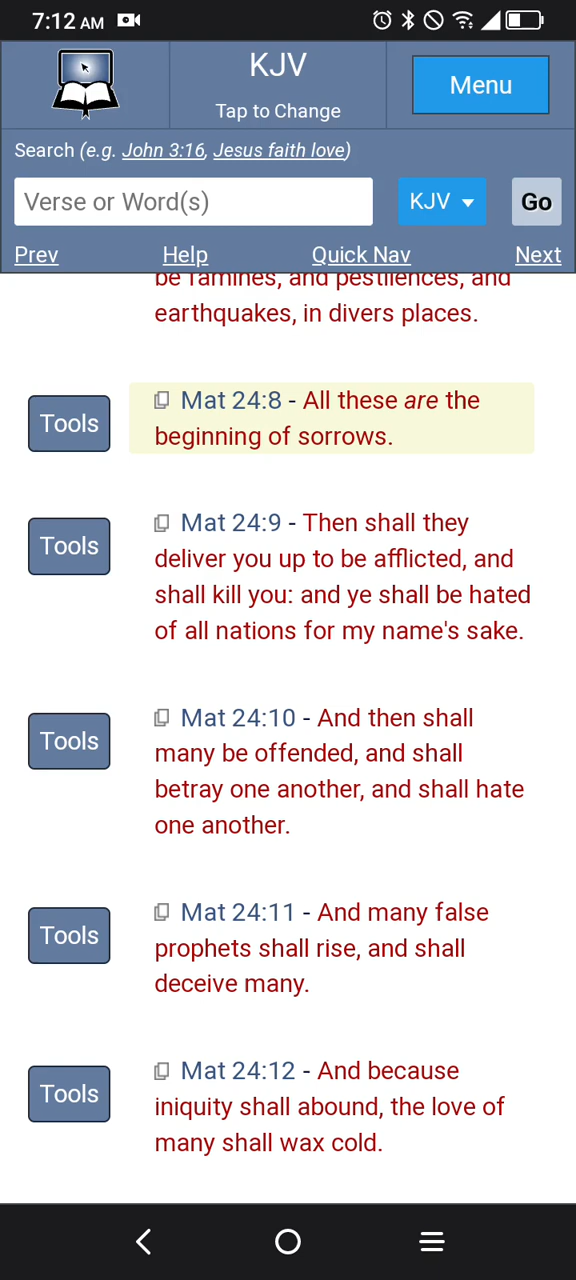 7:12 AM
KJV
Tap to Change
Menu
Search (e.g. John 3:16, Jesus faith love)
Verse or Word(s)
KJV
Go
Prev Help Quick Nav Next
be famines, and pestilences, and
earthquakes, in divers places.
Tools
Mat 24:8 - All these are the
beginning of sorrows.
Tools
Mat 24:9 - Then shall they
deliver you up to be afflicted, and
shall kill you: and ye shall be hated
of all nations for my name's sake.
Tools
Mat 24:10 - And then shall
many be offended, and shall
betray one another, and shall hate
one another.
Tools
Mat 24:11 - And many false
prophets shall rise, and shall
deceive many.
Tools
Mat 24:12 - And because
iniquity shall abound, the love of
many shall wax cold.